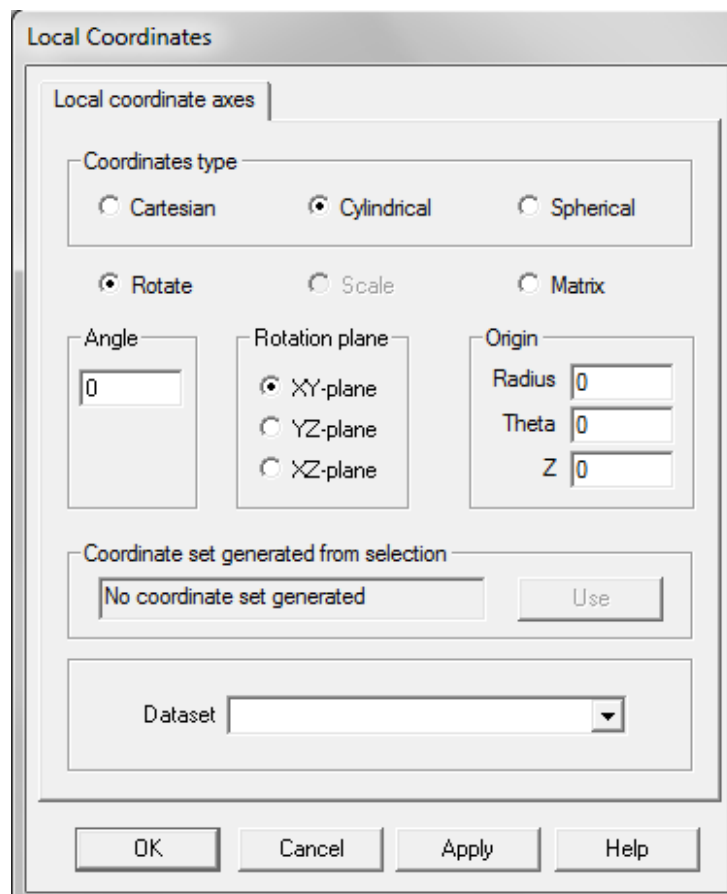 Local Coordinates
Local coordinate axes
Coordinates type
Cartesian Cylindrical Spherical
Rotate Scale Matrix
Angle Rotation plane Origin
0 XY-plane Radius 0
YZ-plane Theta 0
XZ-plane Z 0
Coordinate set generated from selection
No coordinate set generated Use
Dataset
OK Cancel Apply Help